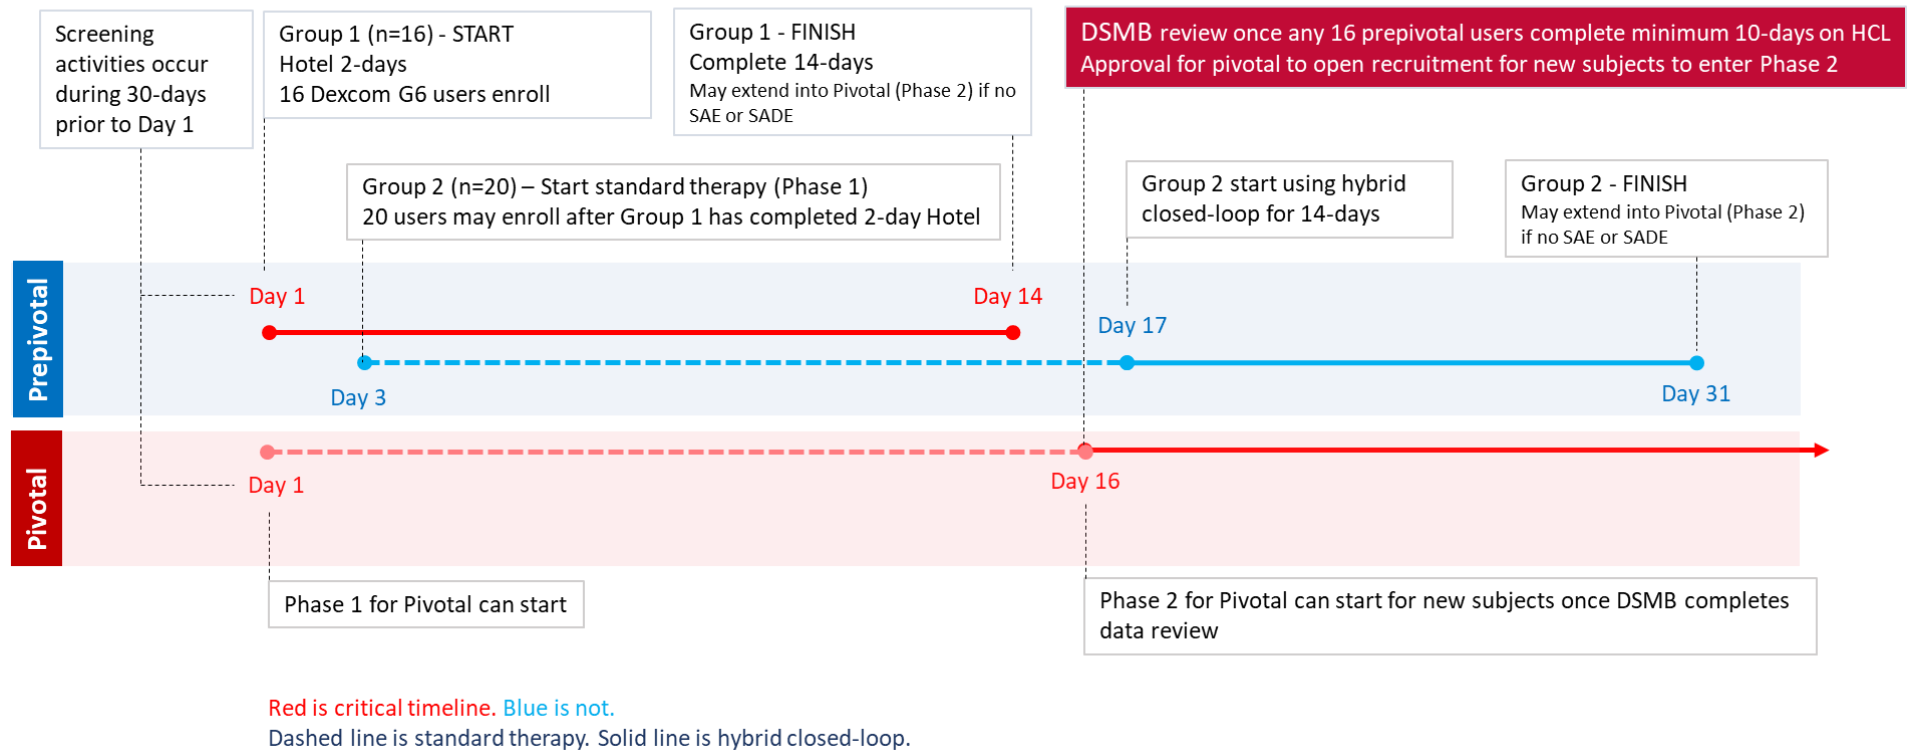 Screening
activities occur
during 30-days
prior to Day 1
Group 1 (n=16) - START
Hotel 2-days
16 Dexcom G6 users enroll
Group 1 - FINISH
Complete 14-days
May extend into Pivotal (Phase 2) if no
SAE or SADE
DSMB review once any 16 prepivotal users complete minimum 10-days on HCL
Approval for pivotal to open recruitment for new subjects to enter Phase 2
Group 2 (n=20) – Start standard therapy (Phase 1)
20 users may enroll after Group 1 has completed 2-day Hotel
Group 2 start using hybrid
closed-loop for 14-days
Group 2 - FINISH
May extend into Pivotal (Phase 2)
if no SAE or SADE
Prepivotal
Day 1
Day 14
Day 17
Day 3
Day 31
Pivotal
Day 1
Day 16
Phase 1 for Pivotal can start
Phase 2 for Pivotal can start for new subjects once DSMB completes
data review
Red is critical timeline. Blue is not.
Dashed line is standard therapy. Solid line is hybrid closed-loop.